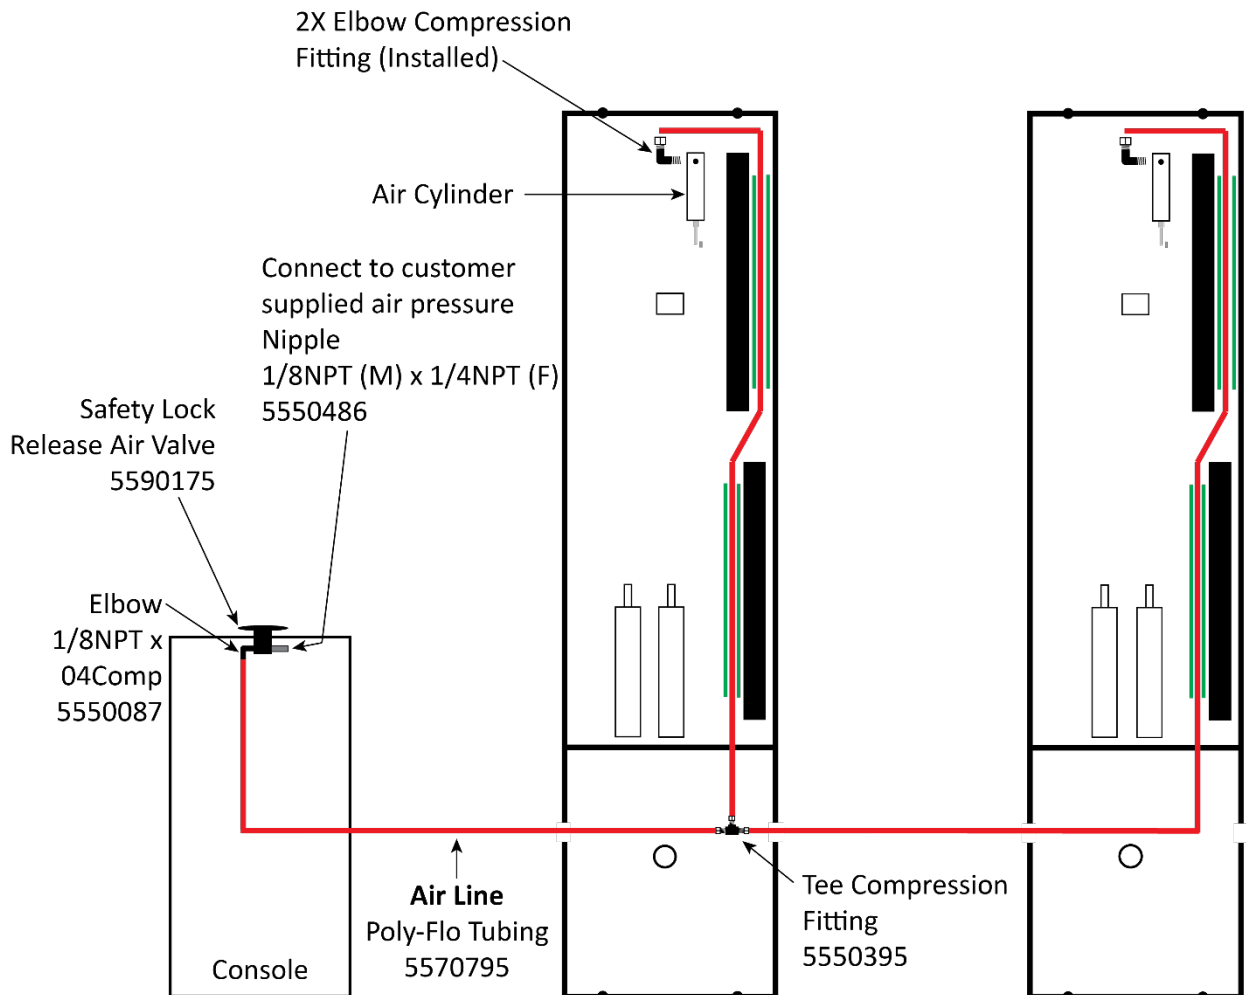 2X Elbow Compression
Fitting (Installed)
Air Cylinder
Connect to customer
supplied air pressure
Nipple
1/8NPT (M) x 1/4NPT (F)
5550486
Safety Lock
Release Air Valve
5590175
Elbow
1/8NPT x
04Comp
5550087
Air Line
Poly-Flo Tubing
5570795
Tee Compression
Fitting
5550395
Console